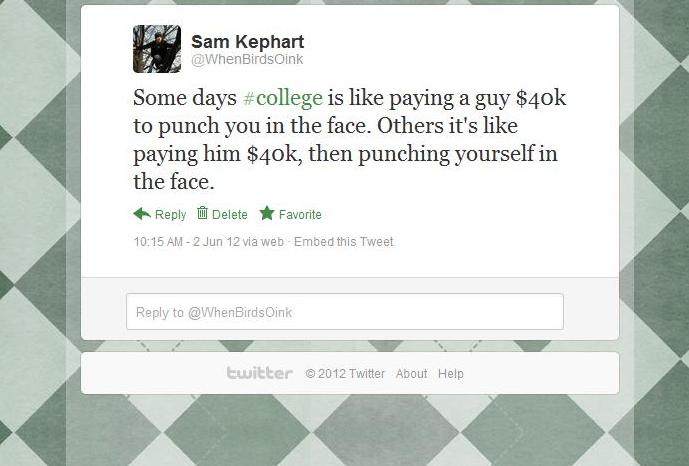 Sam Kephart
@WhenBirdsOink
Some days #college is like paying a guy $40k
to punch you in the face. Others it's like
paying him $40k, then punching yourself in
the face.
Reply Delete Favorite
10:15 AM - 2 Jun 12 via web · Embed this Tweet
Reply to @WhenBirdsOink
twitter © 2012 Twitter About Help